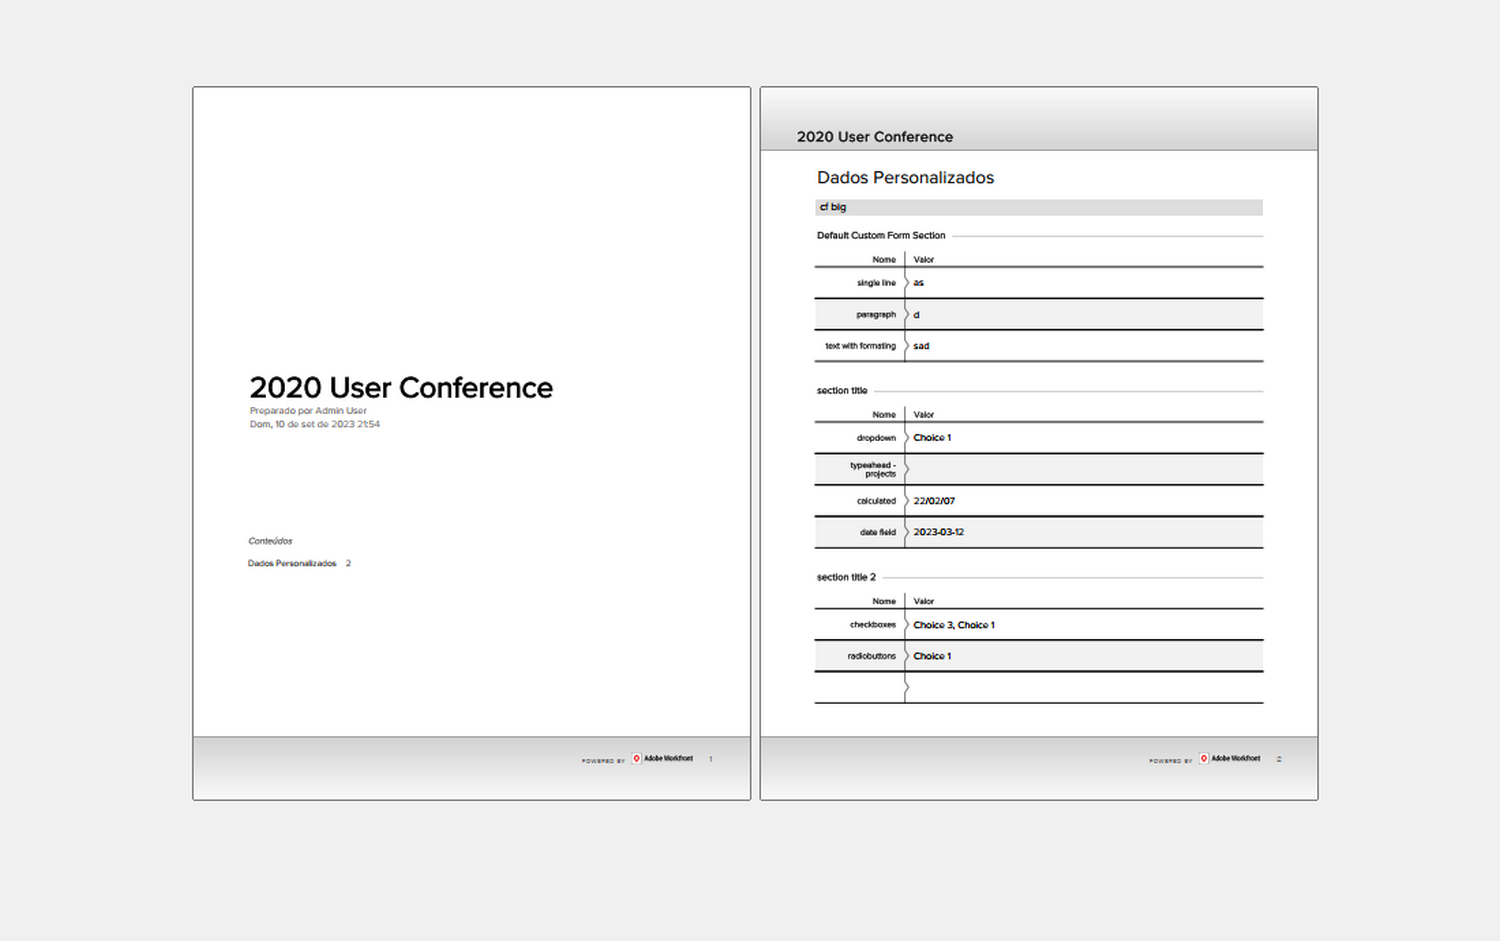 2020 User Conference
Preparado por Admin User
Dom, 10 de set de 2023 21:54
Conteúdos
Dados Personalizados 2
POWERED BY Adobe Workfront 1
2020 User Conference
Dados Personalizados
cf big
Default Custom Form Section
Nome Valor
single line as
paragraph d
text with formating sad
section title
Nome Valor
dropdown Choice 1
typeahead -
projects
calculated 22/02/07
date field 2023-03-12
section title 2
Nome Valor
checkboxes Choice 3, Choice 1
radiobuttons Choice 1
POWERED BY Adobe Workfront 2